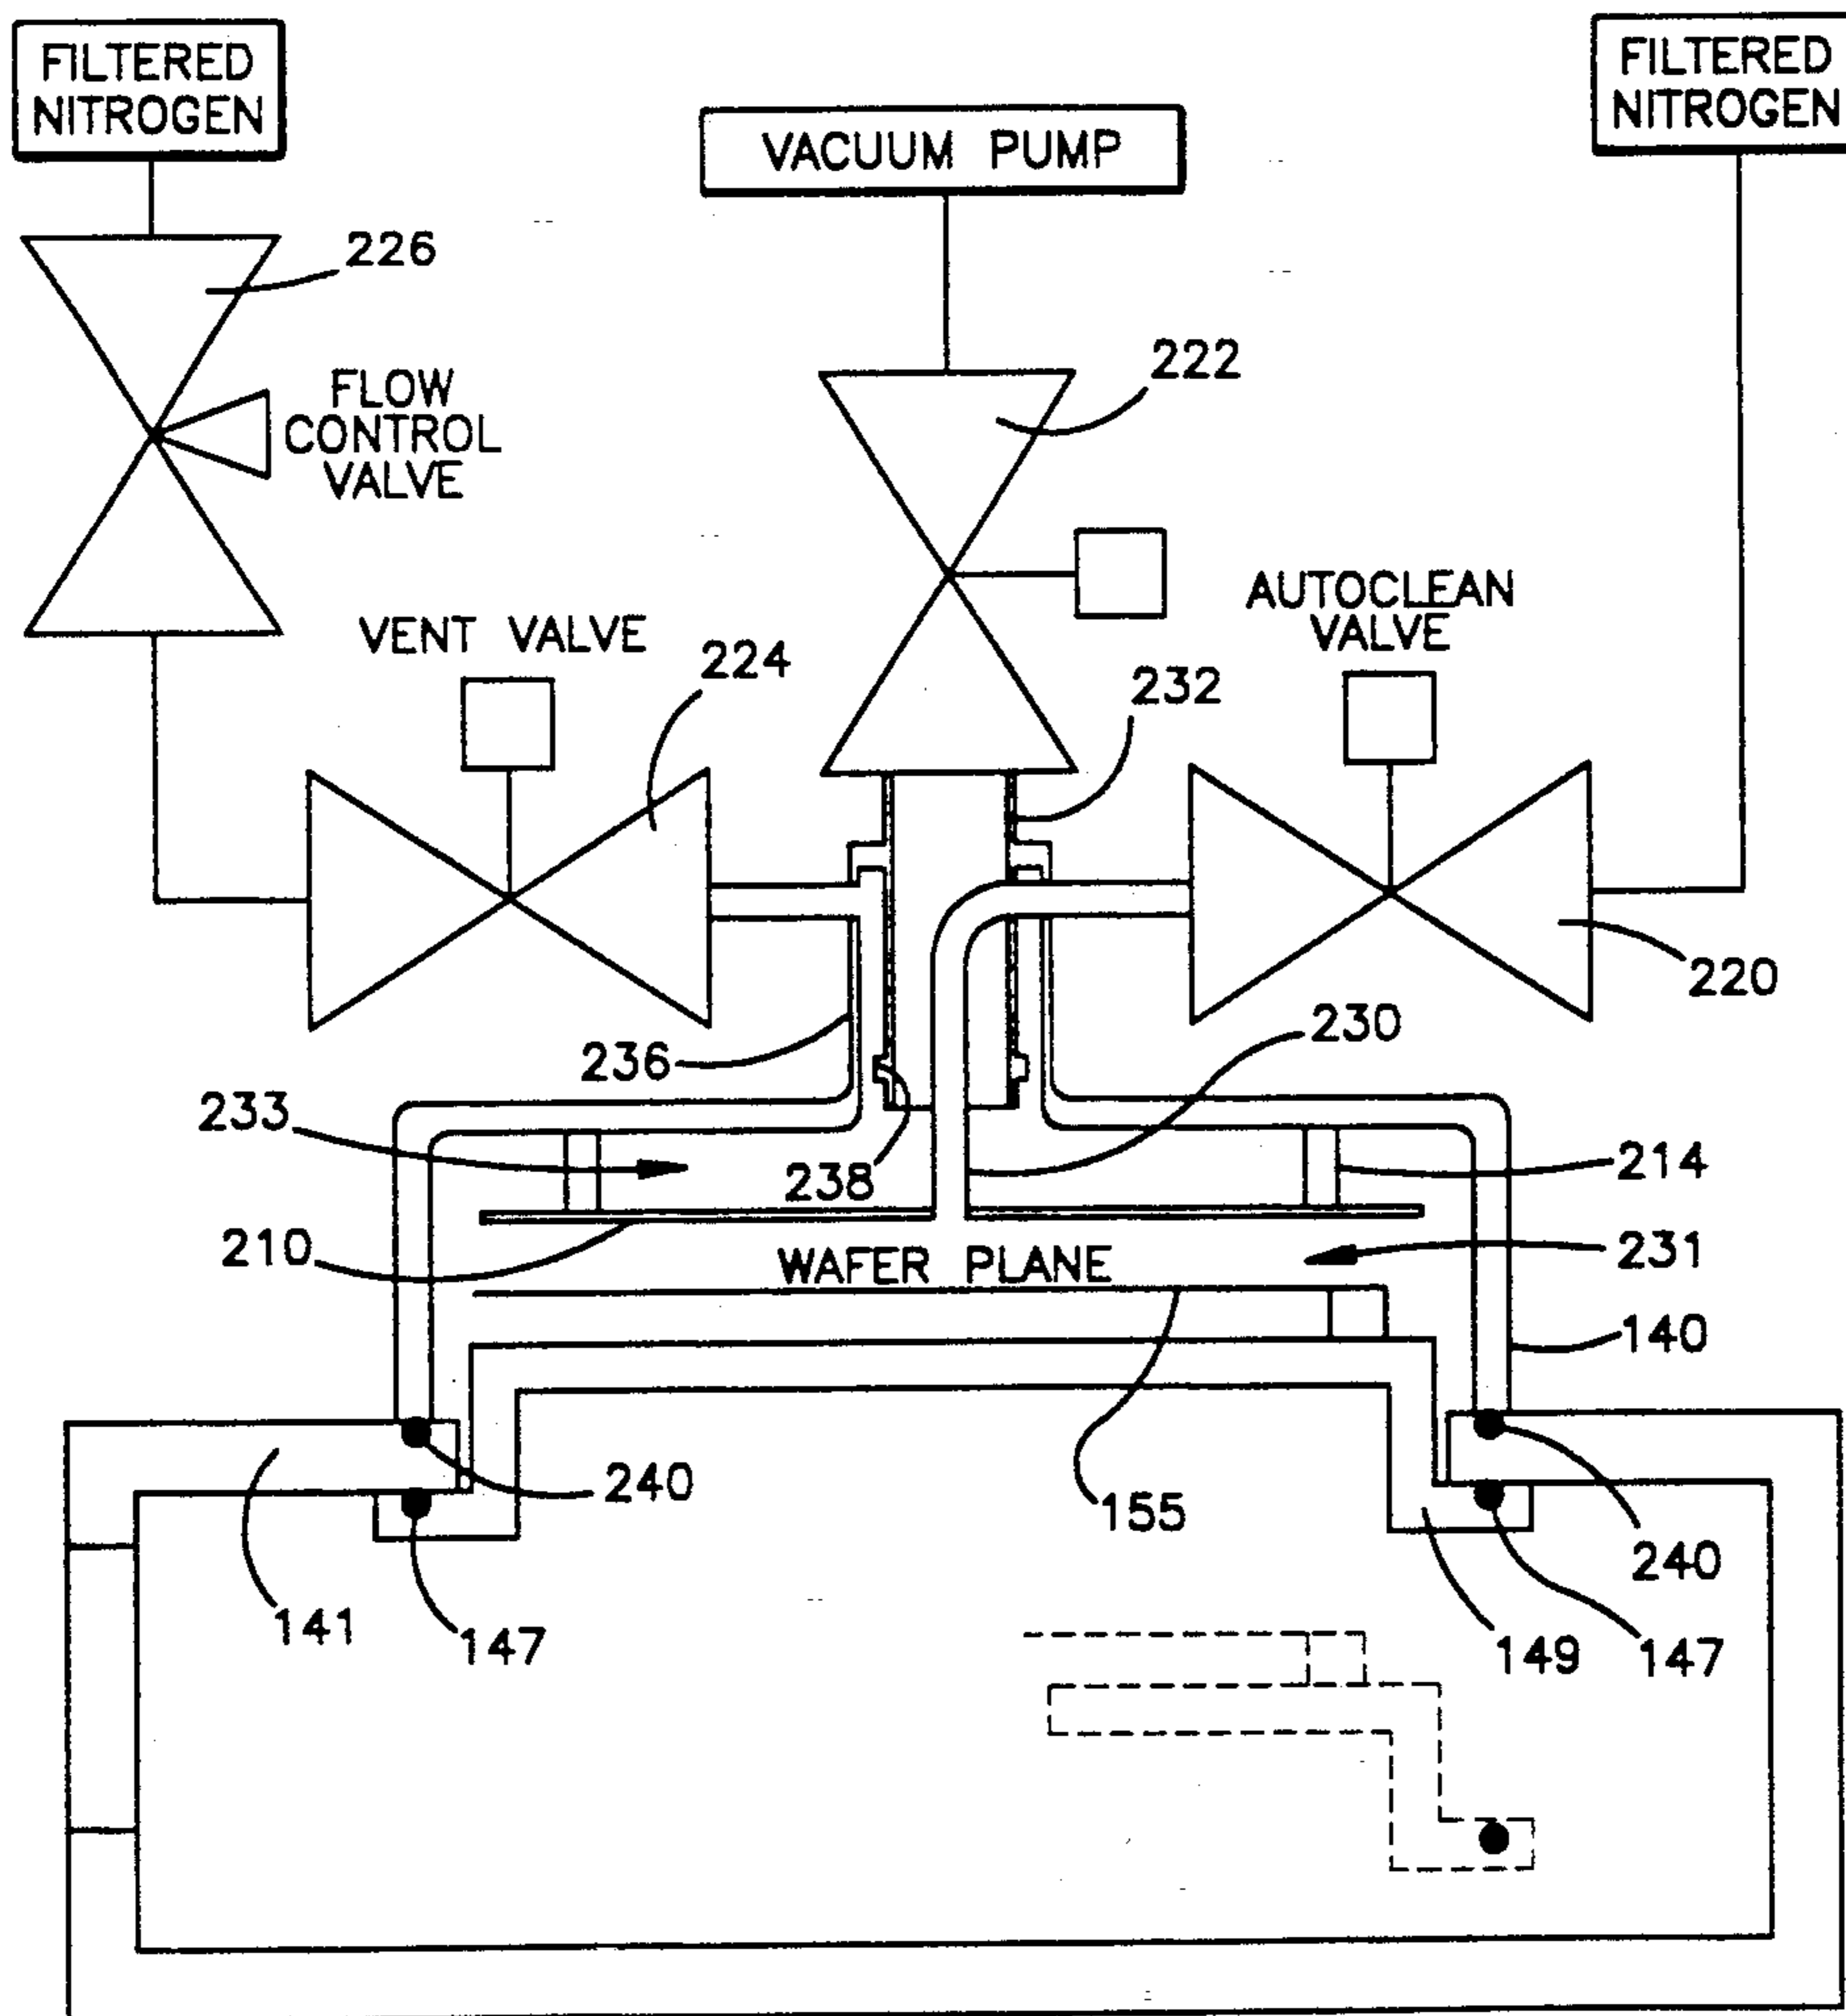 FILTERED
NITROGEN
VACUUM PUMP
FILTERED
NITROGEN
226
222
FLOW
CONTROL
VALVE
AUTOCLEAN
VALVE
VENT VALVE
224
232
220
236
230
233
238
214
210
WAFER PLANE
231
140
240
155
240
141
147
149
147